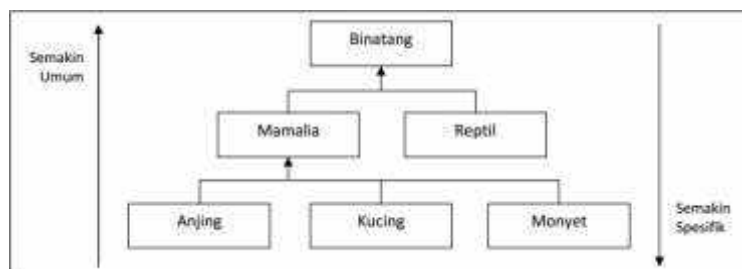 Binatang
Semakin
Umum
Mamalia
Reptil
Anjing
Kucing
Monyet
Semakin
Spesifik